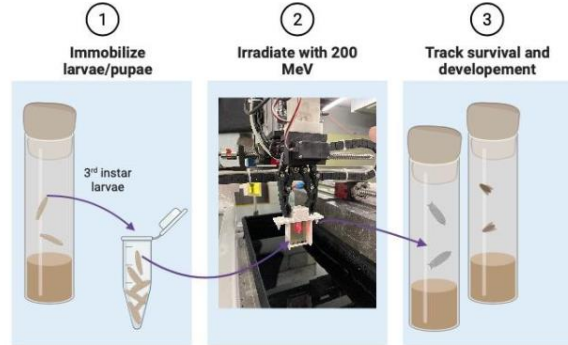 1
Immobilize
larvae/pupae
2
Irradiate with 200
MeV
3
Track survival and
developement
3rd instar
larvae